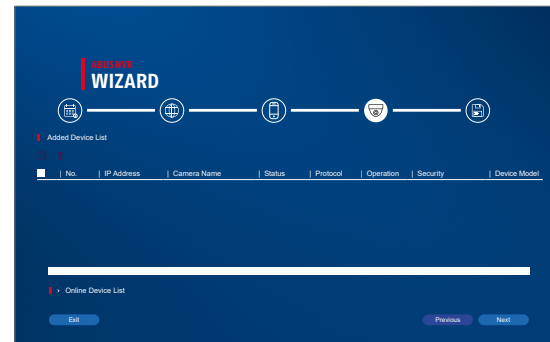 ABUS NVR
WIZARD
Added Device List
| No. | IP Address | Camera Name | Status | Protocol | Operation | Security | Device Model
› Online Device List
Exit Previous Next